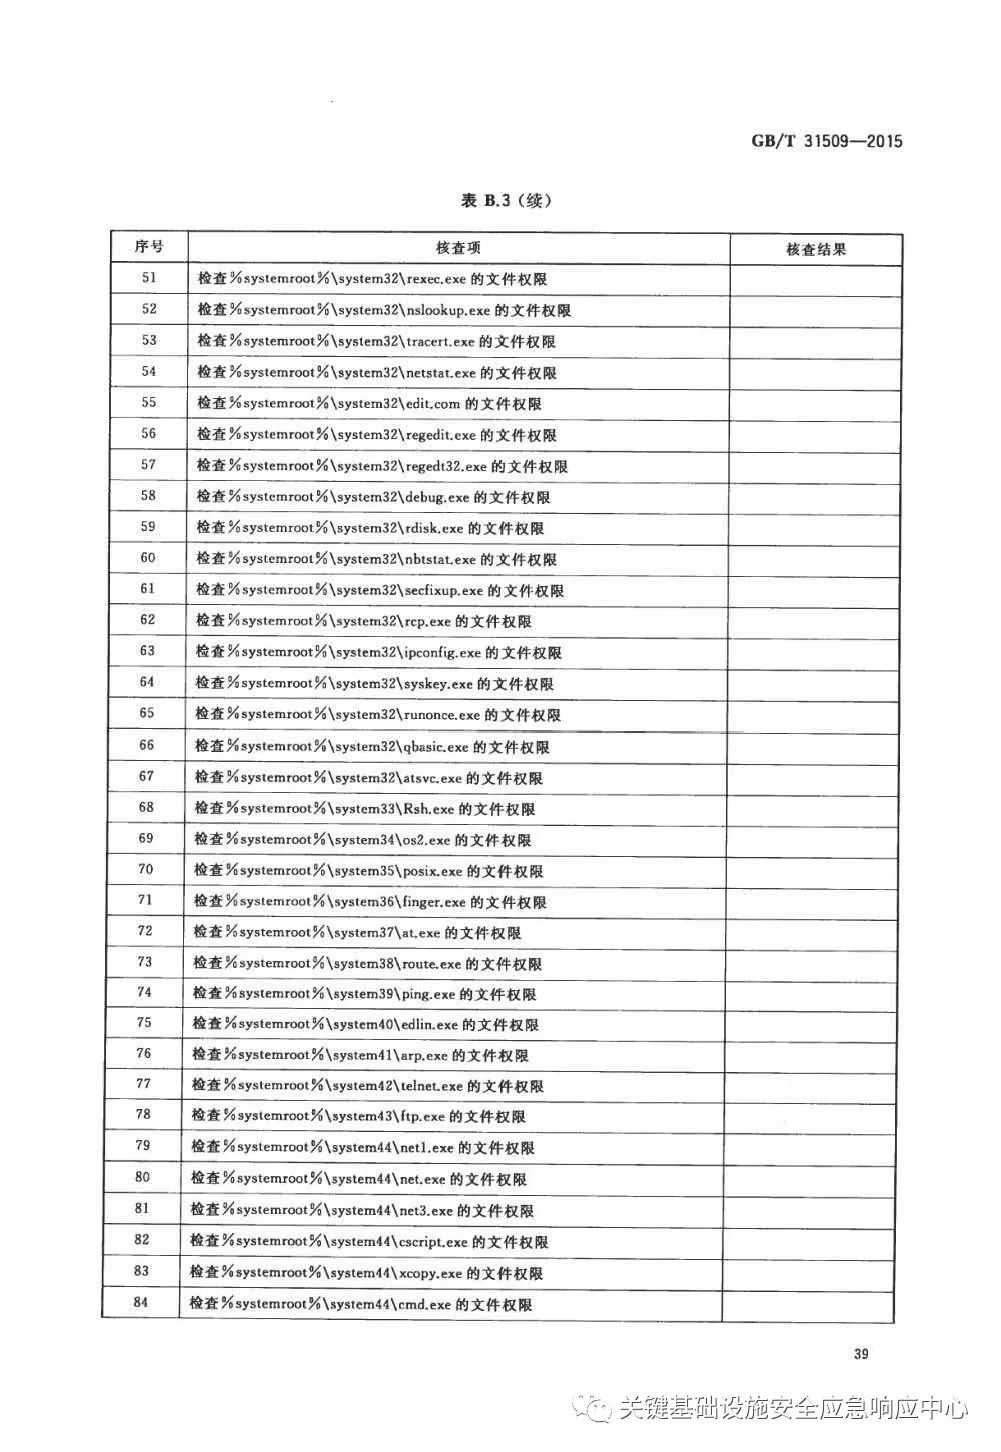 GB/T 31509—2015
表 B.3（续）
序号 核查项 核查结果
51 检查%systemroot%\system32\rexec.exe 的文件权限
52 检查%systemroot%\system32\nslookup.exe 的文件权限
53 检查%systemroot%\system32\tracert.exe 的文件权限
54 检查%systemroot%\system32\netstat.exe 的文件权限
55 检查%systemroot%\system32\edit.com 的文件权限
56 检查%systemroot%\system32\regedit.exe 的文件权限
57 检查%systemroot%\system32\regedt32.exe 的文件权限
58 检查%systemroot%\system32\debug.exe 的文件权限
59 检查%systemroot%\system32\rdisk.exe 的文件权限
60 检查%systemroot%\system32\nbtstat.exe 的文件权限
61 检查%systemroot%\system32\secfixup.exe 的文件权限
62 检查%systemroot%\system32\rcp.exe 的文件权限
63 检查%systemroot%\system32\ipconfig.exe 的文件权限
64 检查%systemroot%\system32\syskey.exe 的文件权限
65 检查%systemroot%\system32\runonce.exe 的文件权限
66 检查%systemroot%\system32\qbasic.exe 的文件权限
67 检查%systemroot%\system32\atsvc.exe 的文件权限
68 检查%systemroot%\system33\Rsh.exe 的文件权限
69 检查%systemroot%\system34\os2.exe 的文件权限
70 检查%systemroot%\system35\posix.exe 的文件权限
71 检查%systemroot%\system36\finger.exe 的文件权限
72 检查%systemroot%\system37\at.exe 的文件权限
73 检查%systemroot%\system38\route.exe 的文件权限
74 检查%systemroot%\system39\ping.exe 的文件权限
75 检查%systemroot%\system40\edlin.exe 的文件权限
76 检查%systemroot%\system41\arp.exe 的文件权限
77 检查%systemroot%\system42\telnet.exe 的文件权限
78 检查%systemroot%\system43\ftp.exe 的文件权限
79 检查%systemroot%\system44\net1.exe 的文件权限
80 检查%systemroot%\system44\net.exe 的文件权限
81 检查%systemroot%\system44\net3.exe 的文件权限
82 检查%systemroot%\system44\cscript.exe 的文件权限
83 检查%systemroot%\system44\xcopy.exe 的文件权限
84 检查%systemroot%\system44\cmd.exe 的文件权限
39
关键基础设施安全应急响应中心